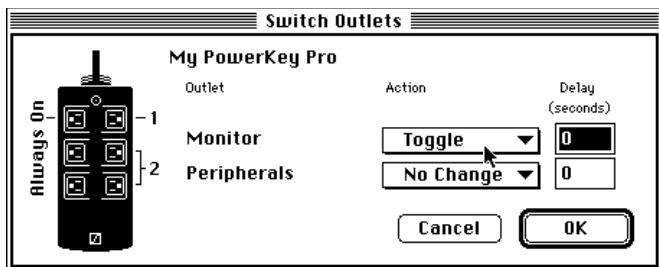 Switch Outlets
My PowerKey Pro
Outlet Action Delay
(seconds)
Always On
1
2
Monitor Toggle 0
Peripherals No Change 0
Cancel OK